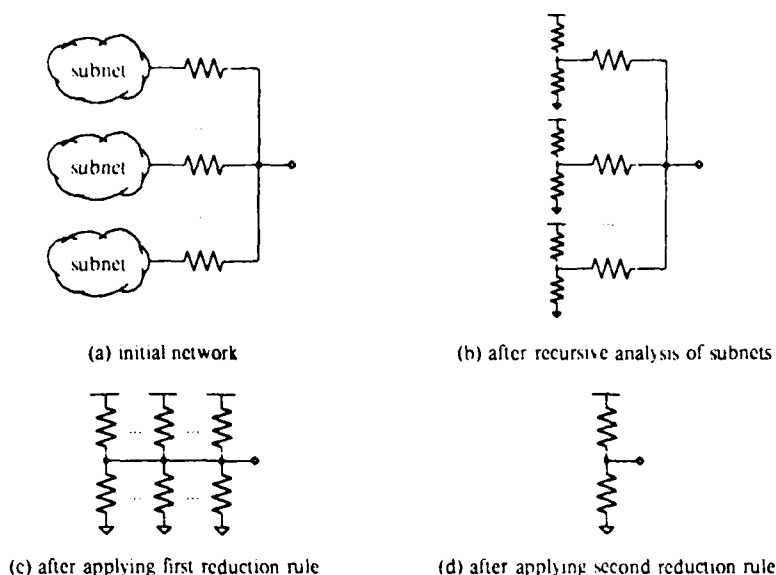 subnet
...
subnet
...
subnet
...
(a) initial network
(b) after recursive analysis of subnets
... ...
... ...
(c) after applying first reduction rule
(d) after applying second reduction rule